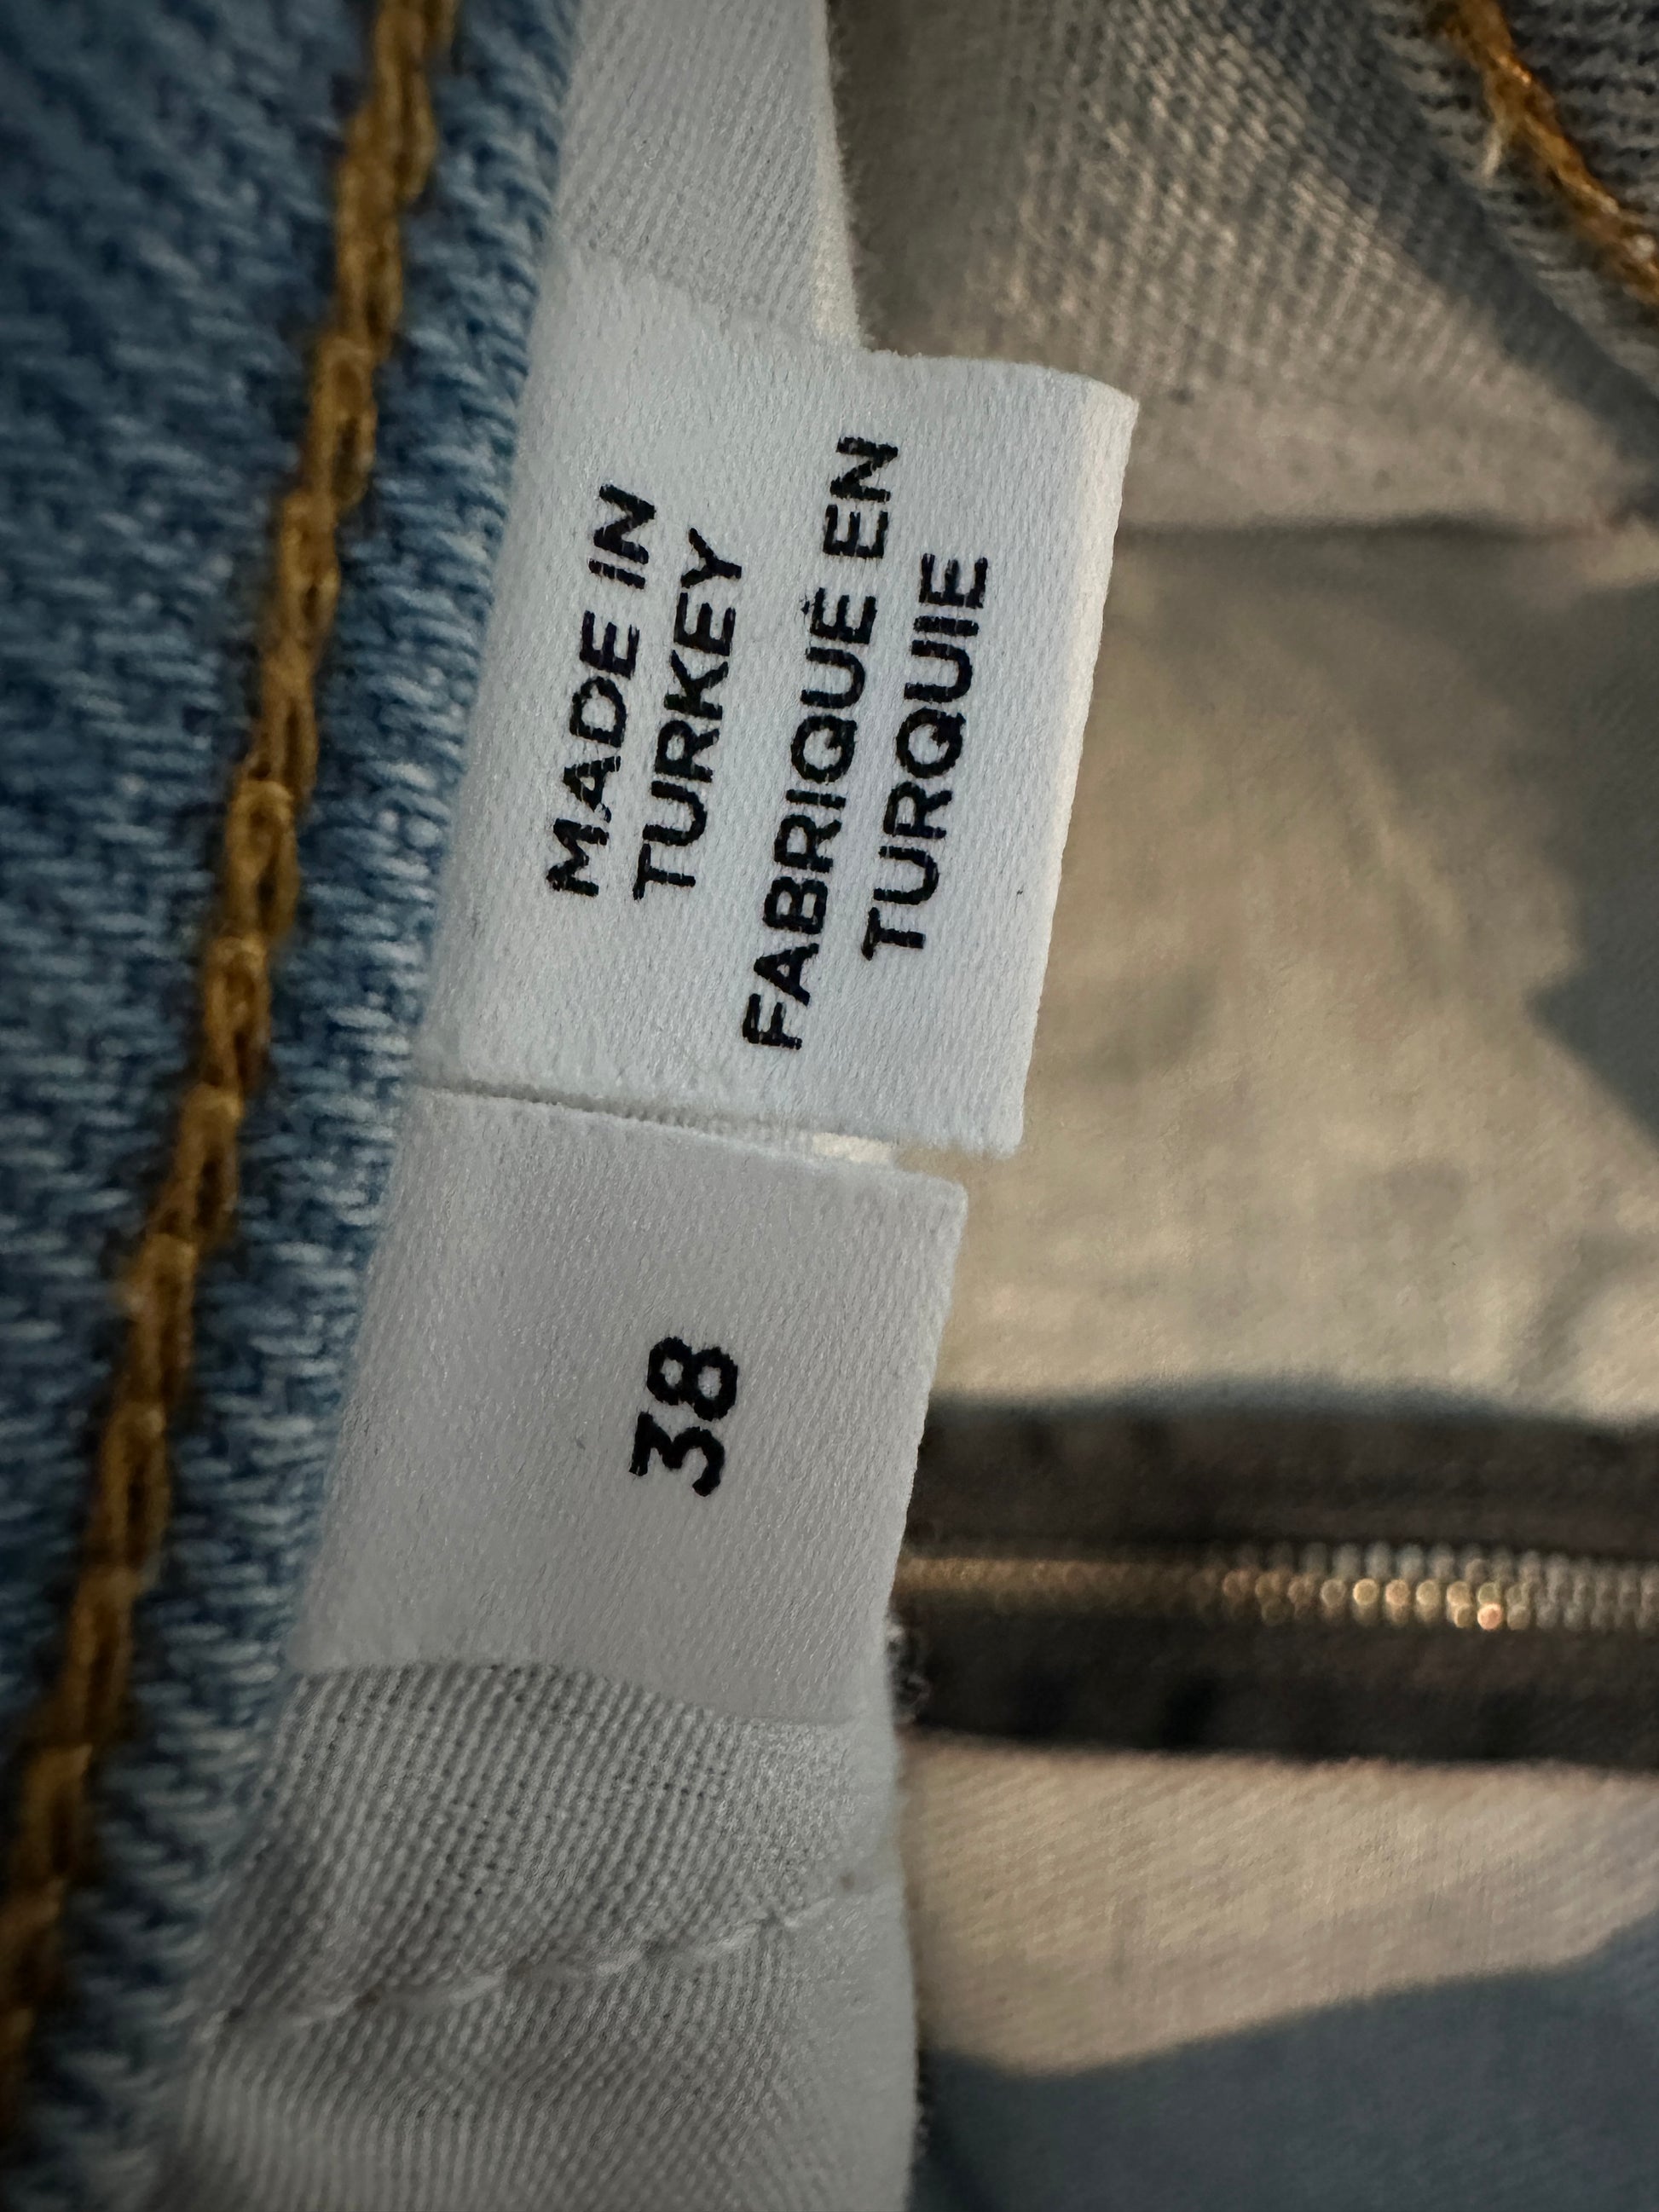 MADE IN
TURKEY
FABRIQUÉ EN
TURQUIE
38